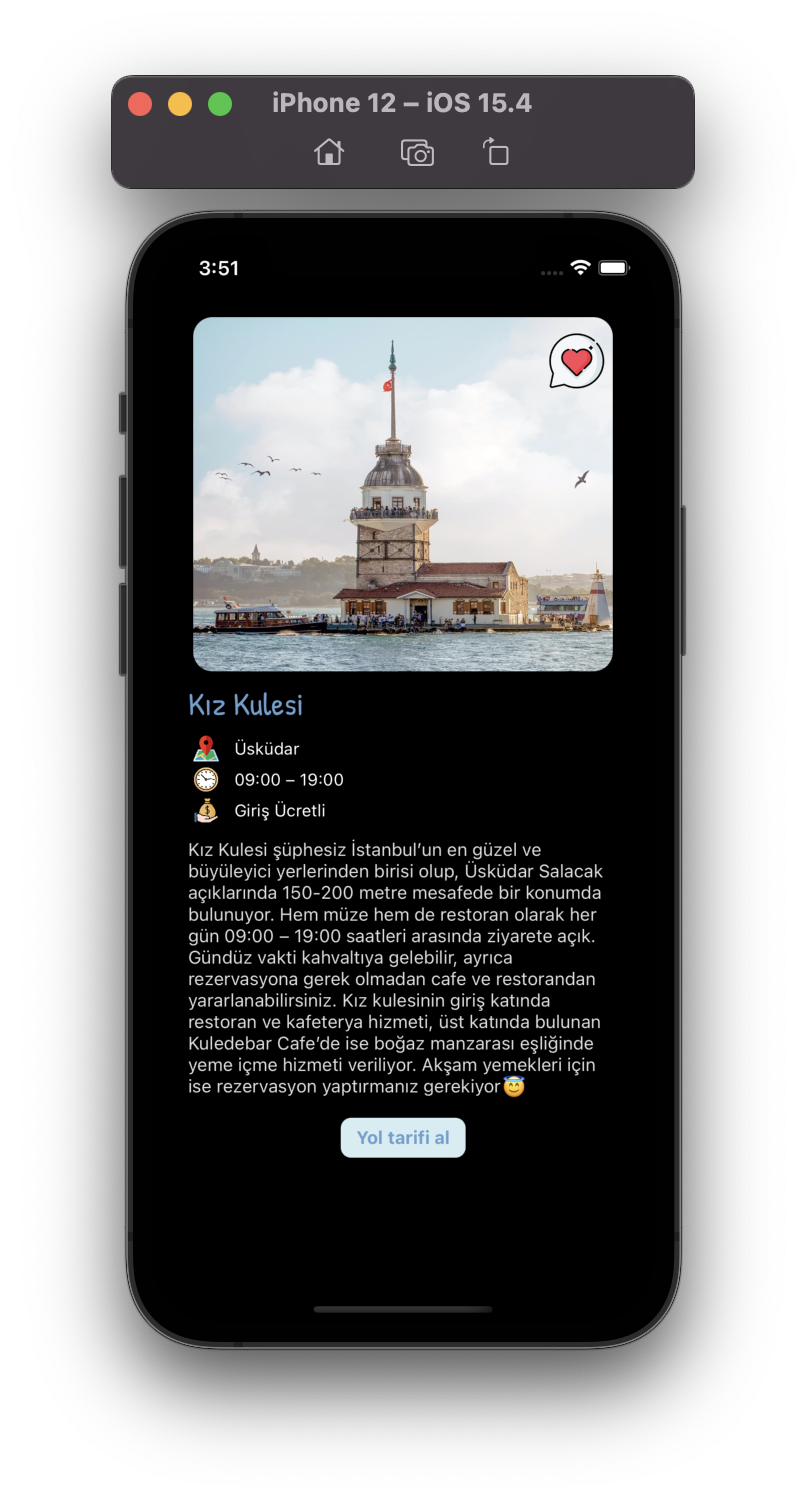 iPhone 12 – iOS 15.4
3:51
Kız Kulesi
Üsküdar
09:00 – 19:00
Giriş Ücretli
Kız Kulesi şüphesiz İstanbul’un en güzel ve
büyüleyici yerlerinden birisi olup, Üsküdar Salacak
açıklarında 150-200 metre mesafede bir konumda
bulunuyor. Hem müze hem de restoran olarak her
gün 09:00 – 19:00 saatleri arasında ziyarete açık.
Gündüz vakti kahvaltıya gelebilir, ayrıca
rezervasyona gerek olmadan cafe ve restorandan
yararlanabilirsiniz. Kız kulesinin giriş katında
restoran ve kafeterya hizmeti, üst katında bulunan
Kuledebar Cafe’de ise boğaz manzarası eşliğinde
yeme içme hizmeti veriliyor. Akşam yemekleri için
ise rezervasyon yaptırmanız gerekiyor😇
Yol tarifi al